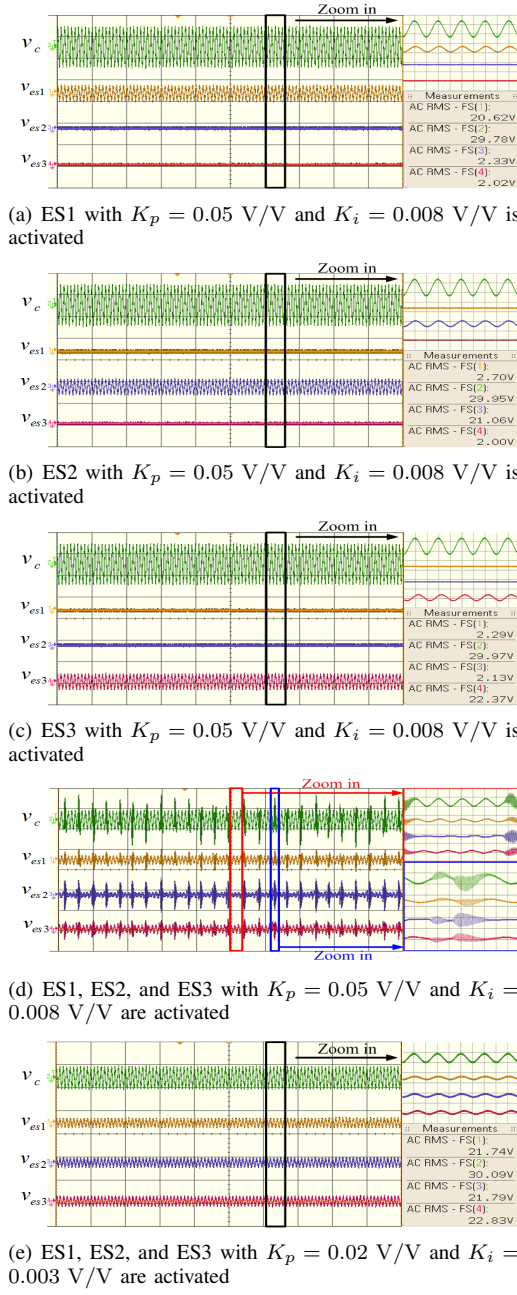 Zoom in
v_c
v_es1
v_es2
v_es3
Measurements
AC RMS - FS(1):
20.62V
AC RMS - FS(2):
29.78V
AC RMS - FS(3):
2.33V
AC RMS - FS(4):
2.02V
(a) ES1 with K_p = 0.05 V/V and K_i = 0.008 V/V is
activated
Zoom in
v_c
v_es1
v_es2
v_es3
Measurements
AC RMS - FS(1):
2.70V
AC RMS - FS(2):
29.95V
AC RMS - FS(3):
21.06V
AC RMS - FS(4):
2.00V
(b) ES2 with K_p = 0.05 V/V and K_i = 0.008 V/V is
activated
Zoom in
v_c
v_es1
v_es2
v_es3
Measurements
AC RMS - FS(1):
2.29V
AC RMS - FS(2):
29.97V
AC RMS - FS(3):
2.13V
AC RMS - FS(4):
22.37V
(c) ES3 with K_p = 0.05 V/V and K_i = 0.008 V/V is
activated
Zoom in
v_c
v_es1
v_es2
v_es3
Zoom in
(d) ES1, ES2, and ES3 with K_p = 0.05 V/V and K_i =
0.008 V/V are activated
Zoom in
v_c
v_es1
v_es2
v_es3
Measurements
AC RMS - FS(1):
21.74V
AC RMS - FS(2):
30.09V
AC RMS - FS(3):
21.79V
AC RMS - FS(4):
22.83V
(e) ES1, ES2, and ES3 with K_p = 0.02 V/V and K_i =
0.003 V/V are activated